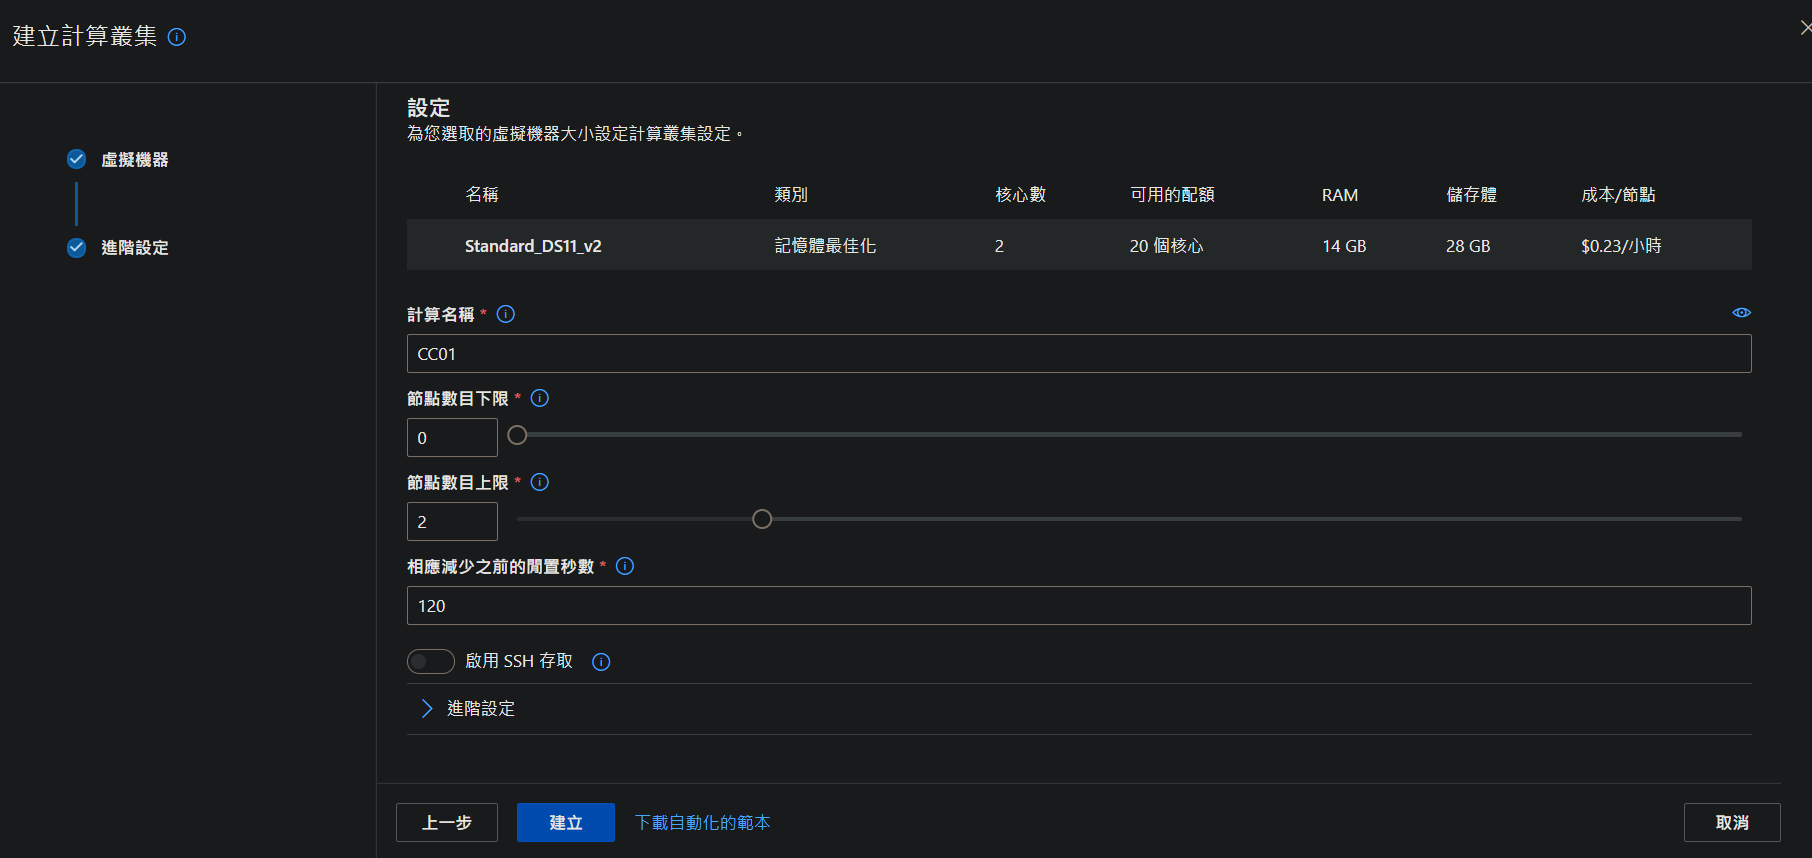 建立計算叢集
虛擬機器
進階設定
設定
為您選取的虛擬機器大小設定計算叢集設定。
名稱 類別 核心數 可用的配額 RAM 儲存體 成本/節點
Standard_DS11_v2 記憶體最佳化 2 20 個核心 14 GB 28 GB $0.23/小時
計算名稱 *
CC01
節點數目下限 *
0
節點數目上限 *
2
相應減少之前的閒置秒數 *
120
啟用 SSH 存取
進階設定
上一步 建立 下載自動化的範本 取消